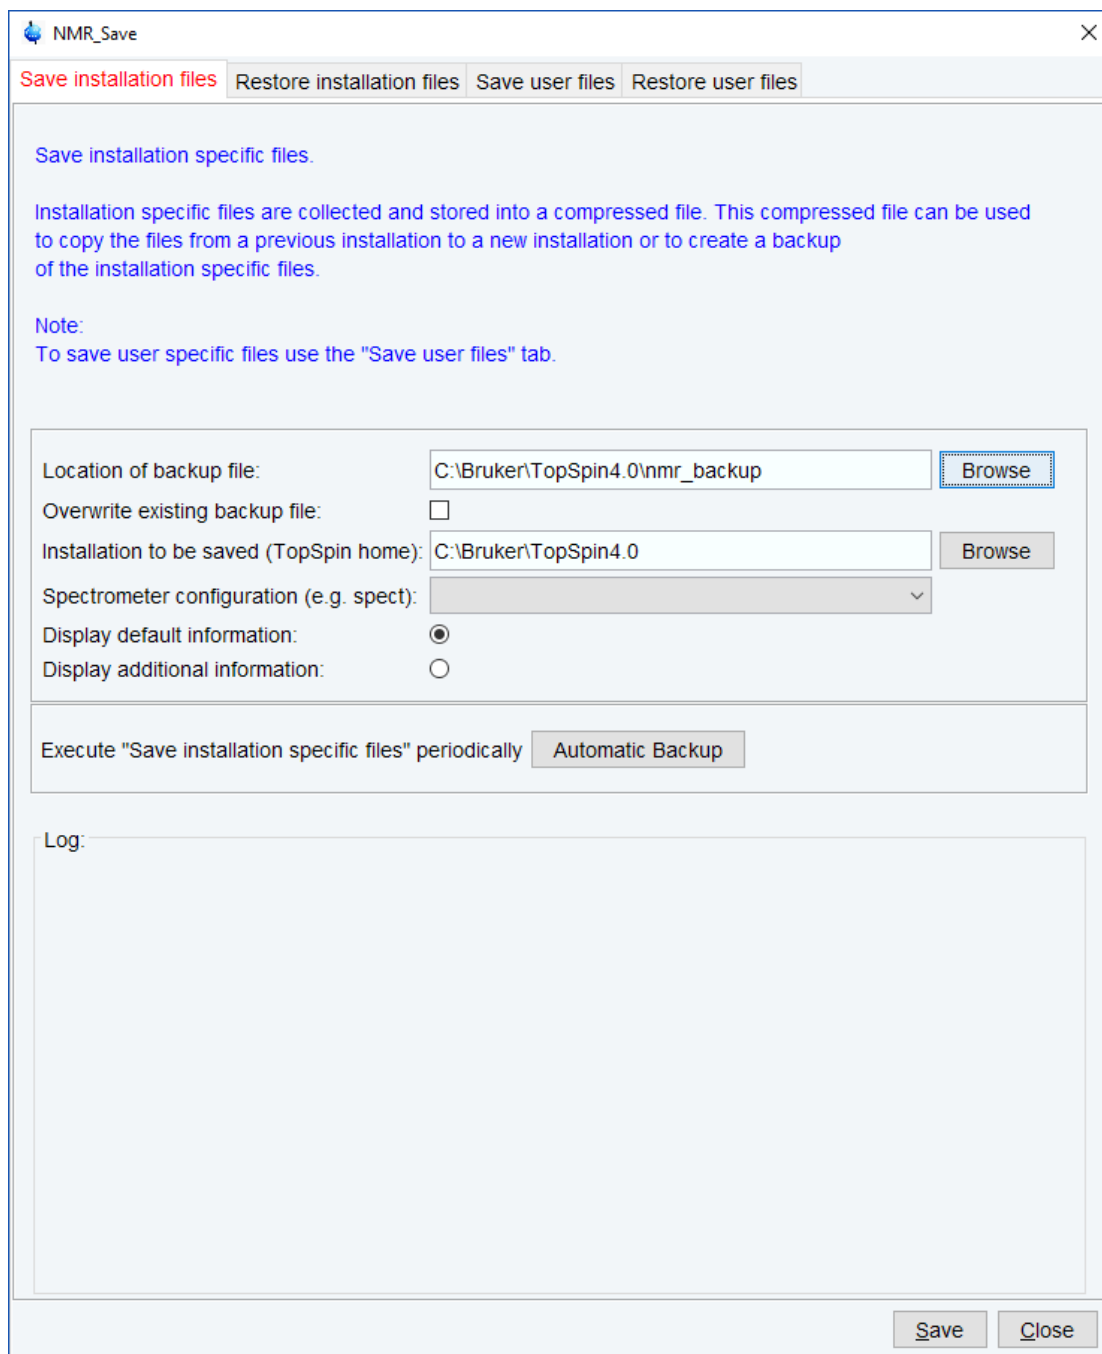 NMR_Save
Save installation files Restore installation files Save user files Restore user files
Save installation specific files.
Installation specific files are collected and stored into a compressed file. This compressed file can be used
to copy the files from a previous installation to a new installation or to create a backup
of the installation specific files.
Note:
To save user specific files use the "Save user files" tab.
Location of backup file: C:\Bruker\TopSpin4.0\nmr_backup Browse
Overwrite existing backup file:
Installation to be saved (TopSpin home): C:\Bruker\TopSpin4.0 Browse
Spectrometer configuration (e.g. spect):
Display default information:
Display additional information:
Execute "Save installation specific files" periodically Automatic Backup
Log:
Save Close